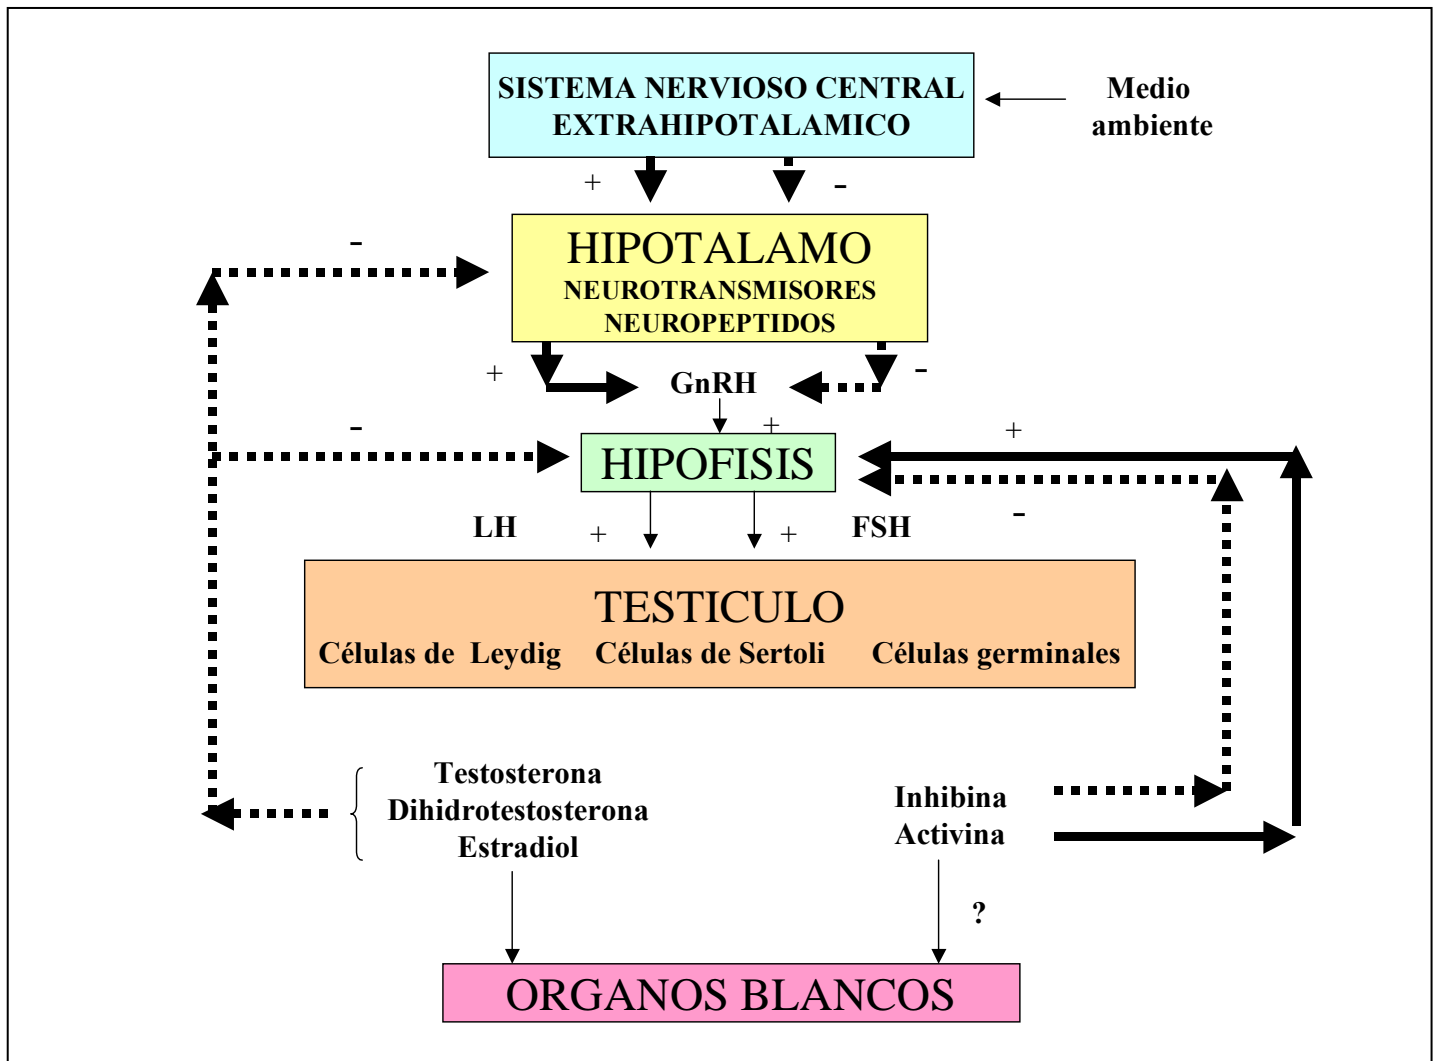 SISTEMA NERVIOSO CENTRAL
EXTRAHIPOTALAMICO
Medio
ambiente
+
-
HIPOTALAMO
NEUROTRANSMISORES
NEUROPEPTIDOS
-
+
GnRH
-
+
-
HIPOFISIS
+
-
LH
+
+
FSH
TESTICULO
Células de Leydig Células de Sertoli Células germinales
Testosterona
Dihidrotestosterona
Estradiol
Inhibina
Activina
?
ORGANOS BLANCOS